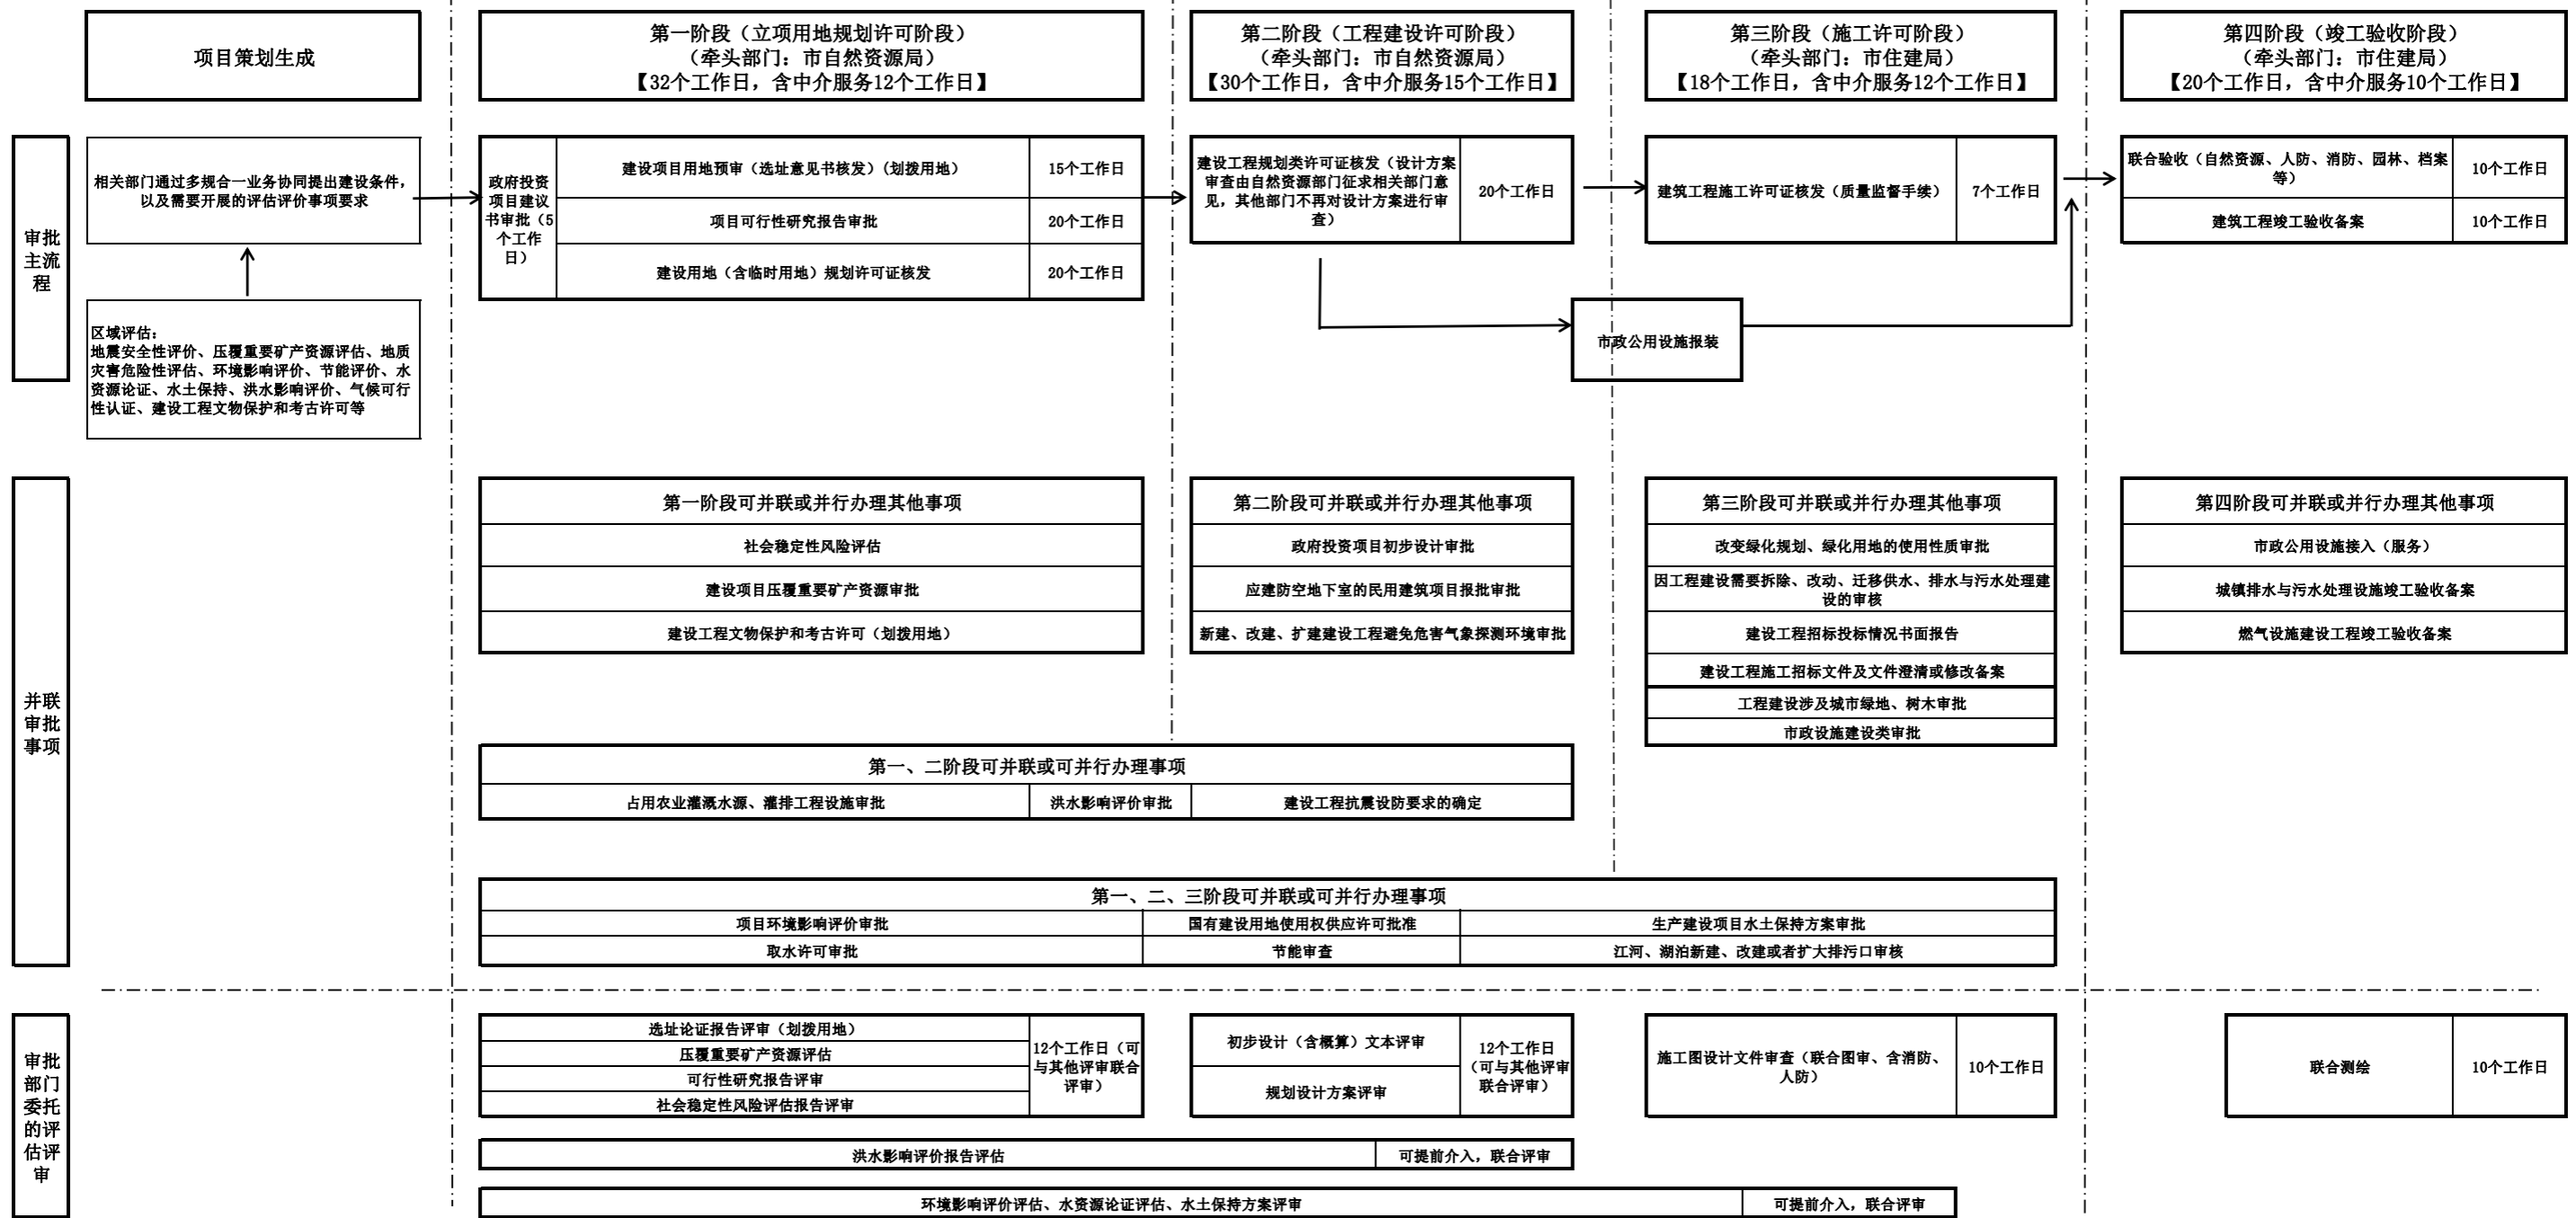 项目策划生成
第一阶段（立项用地规划许可阶段）
（牵头部门：市自然资源局）
【32个工作日，含中介服务12个工作日】
第二阶段（工程建设许可阶段）
（牵头部门：市自然资源局）
【30个工作日，含中介服务15个工作日】
第三阶段（施工许可阶段）
（牵头部门：市住建局）
【18个工作日，含中介服务12个工作日】
第四阶段（竣工验收阶段）
（牵头部门：市住建局）
【20个工作日，含中介服务10个工作日】
审批
主流
程
相关部门通过多规合一业务协同提出建设条件，
以及需要开展的评估评价事项要求
区域评估：
地震安全性评价、压覆重要矿产资源评估、地质
灾害危险性评估、环境影响评价、节能评价、水
资源论证、水土保持、洪水影响评价、气候可行
性认证、建设工程文物保护和考古许可等
政府投资
项目建议
书审批（5
个工作
日）
建设项目用地预审（选址意见书核发）(划拨用地）
15个工作日
项目可行性研究报告审批
20个工作日
建设用地（含临时用地）规划许可证核发
20个工作日
建设工程规划类许可证核发（设计方案
审查由自然资源部门征求相关部门意
见，其他部门不再对设计方案进行审
查）
20个工作日
建筑工程施工许可证核发（质量监督手续）
7个工作日
联合验收（自然资源、人防、消防、园林、档案
等）
10个工作日
建筑工程竣工验收备案
10个工作日
市政公用设施报装
并联
审批
事项
第一阶段可并联或并行办理其他事项
社会稳定性风险评估
建设项目压覆重要矿产资源审批
建设工程文物保护和考古许可（划拨用地）
第二阶段可并联或并行办理其他事项
政府投资项目初步设计审批
应建防空地下室的民用建筑项目报批审批
新建、改建、扩建建设工程避免危害气象探测环境审批
第三阶段可并联或并行办理其他事项
改变绿化规划、绿化用地的使用性质审批
因工程建设需要拆除、改动、迁移供水、排水与污水处理建
设的审核
建设工程招标投标情况书面报告
建设工程施工招标文件及文件澄清或修改备案
工程建设涉及城市绿地、树木审批
市政设施建设类审批
第四阶段可并联或并行办理其他事项
市政公用设施接入（服务）
城镇排水与污水处理设施竣工验收备案
燃气设施建设工程竣工验收备案
第一、二阶段可并联或可并行办理事项
占用农业灌溉水源、灌排工程设施审批
洪水影响评价审批
建设工程抗震设防要求的确定
第一、二、三阶段可并联或可并行办理事项
项目环境影响评价审批
国有建设用地使用权供应许可批准
生产建设项目水土保持方案审批
取水许可审批
节能审查
江河、湖泊新建、改建或者扩大排污口审核
审批
部门
委托
的评
估评
审
选址论证报告评审（划拨用地）
压覆重要矿产资源评估
可行性研究报告评审
社会稳定性风险评估报告评审
12个工作日（可
与其他评审联合
评审）
初步设计（含概算）文本评审
规划设计方案评审
12个工作日
（可与其他评审
联合评审）
施工图设计文件审查（联合图审、含消防、
人防）
10个工作日
联合测绘
10个工作日
洪水影响评价报告评估
可提前介入，联合评审
环境影响评价评估、水资源论证评估、水土保持方案评审
可提前介入，联合评审